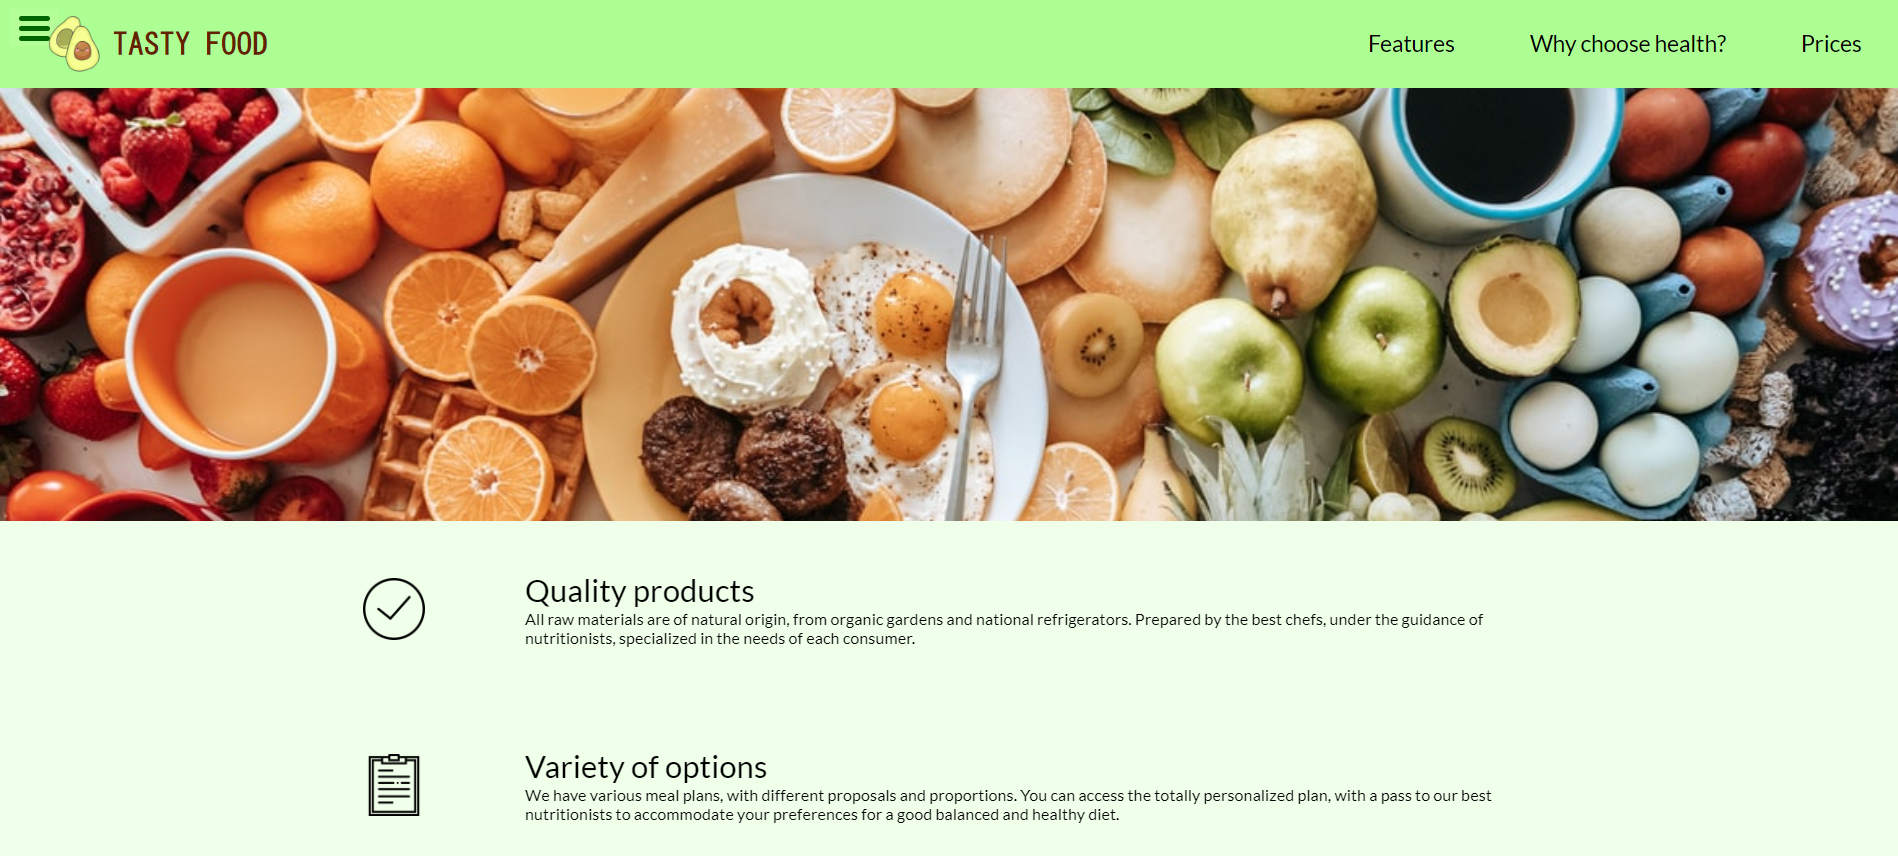 TASTY FOOD
Features
Why choose health?
Prices
Quality products
All raw materials are of natural origin, from organic gardens and national refrigerators. Prepared by the best chefs, under the guidance of
nutritionists, specialized in the needs of each consumer.
Variety of options
We have various meal plans, with different proposals and proportions. You can access the totally personalized plan, with a pass to our best
nutritionists to accommodate your preferences for a good balanced and healthy diet.